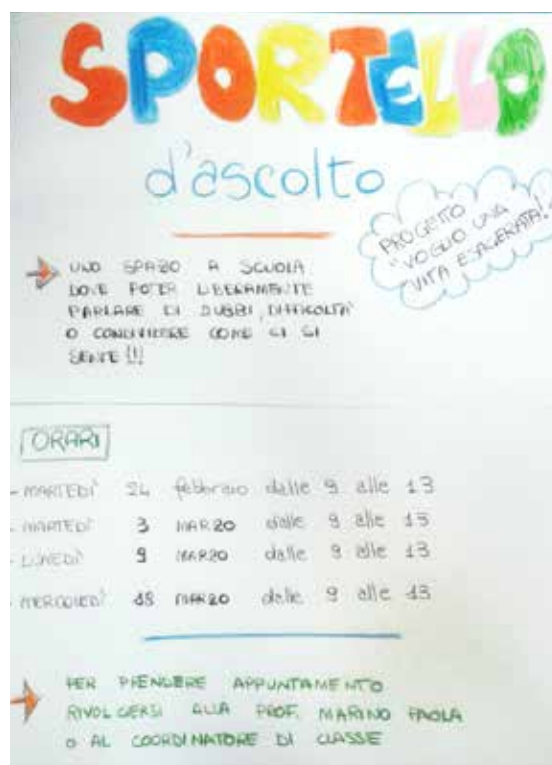 SPORTELLO
d'ascolto
PROGETTO
"VOGLIO UNA
VITA ESAGERATA!"
UNO SPAZIO A SCUOLA
DOVE POTER LIBERAMENTE
PARLARE DI DUBBI, DIFFICOLTÀ
O CONDIVIDERE COME CI SI
SENTE!!!
ORARI
- MARTEDÌ 24 febbraio dalle 9 alle 13
- MARTEDÌ 3 MARZO dalle 9 alle 13
- LUNEDÌ 9 MARZO dalle 9 alle 13
- MERCOLEDÌ 18 MARZO dalle 9 alle 13
PER PRENDERE APPUNTAMENTO
RIVOLGERSI ALLA PROF. MARINO PAOLA
O AL COORDINATORE DI CLASSE